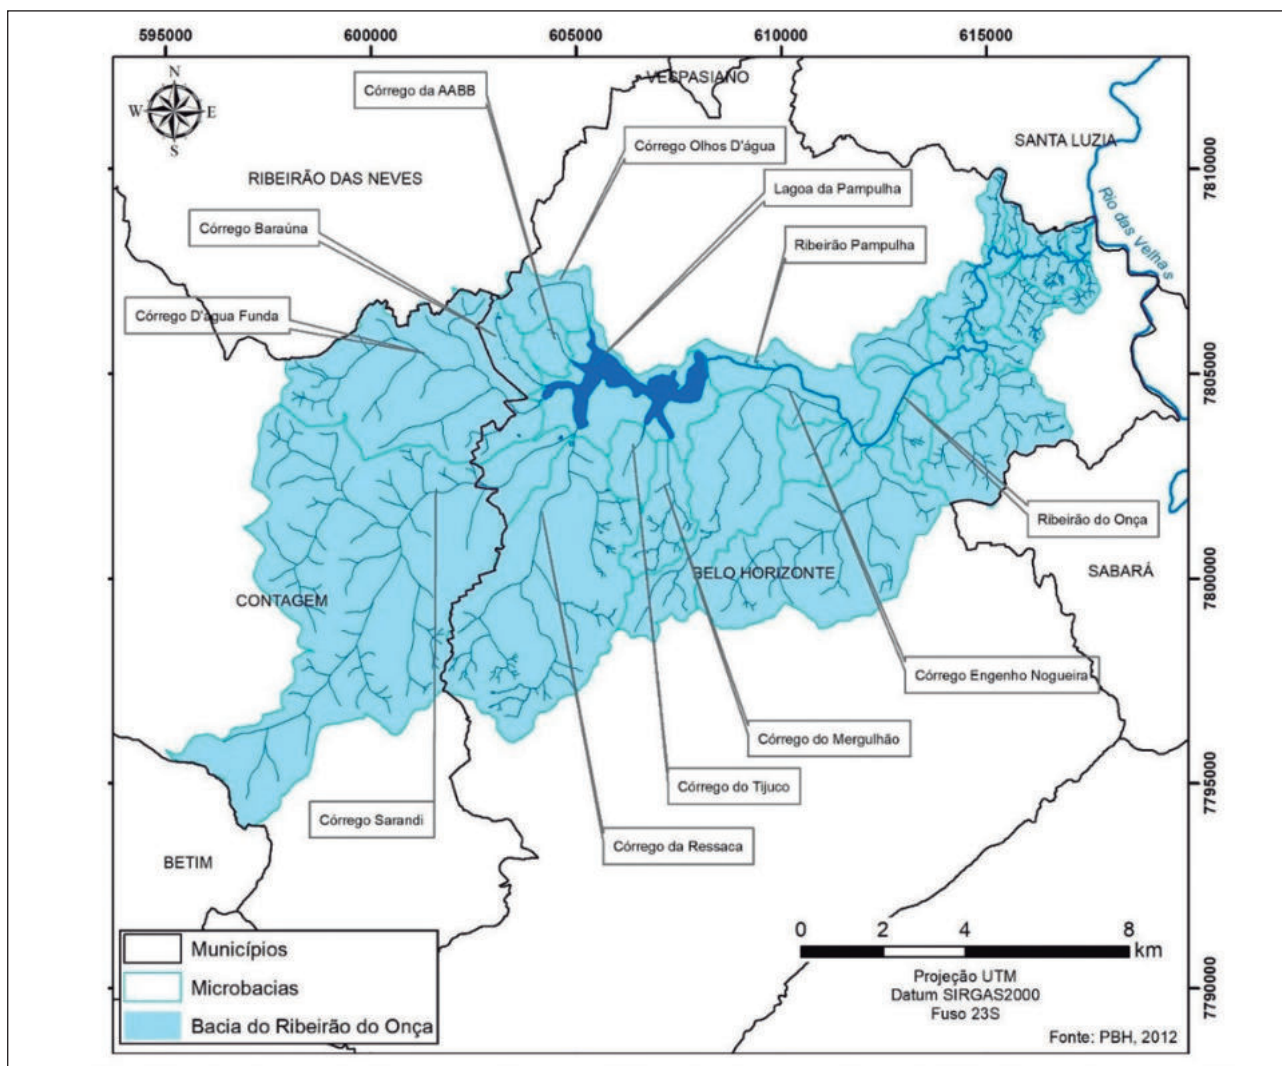 595000
600000
605000
610000
615000
N
W
E
S
Córrego da AABB
VESPASIANO
Córrego Olhos D'água
SANTA LUZIA
7810000
RIBEIRÃO DAS NEVES
Lagoa da Pampulha
Rio das Velhas
Córrego Baraúna
Ribeirão Pampulha
Córrego D'água Funda
7805000
Ribeirão do Onça
BELO HORIZONTE
SABARÁ
7800000
CONTAGEM
Córrego Engenho Nogueira
Córrego do Mergulhão
Córrego do Tijuco
7795000
Córrego Sarandi
Córrego da Ressaca
BETIM
0 2 4 8
km
Municípios
Microbacias
Bacia do Ribeirão do Onça
Projeção UTM
Datum SIRGAS2000
Fuso 23S
7790000
Fonte: PBH, 2012